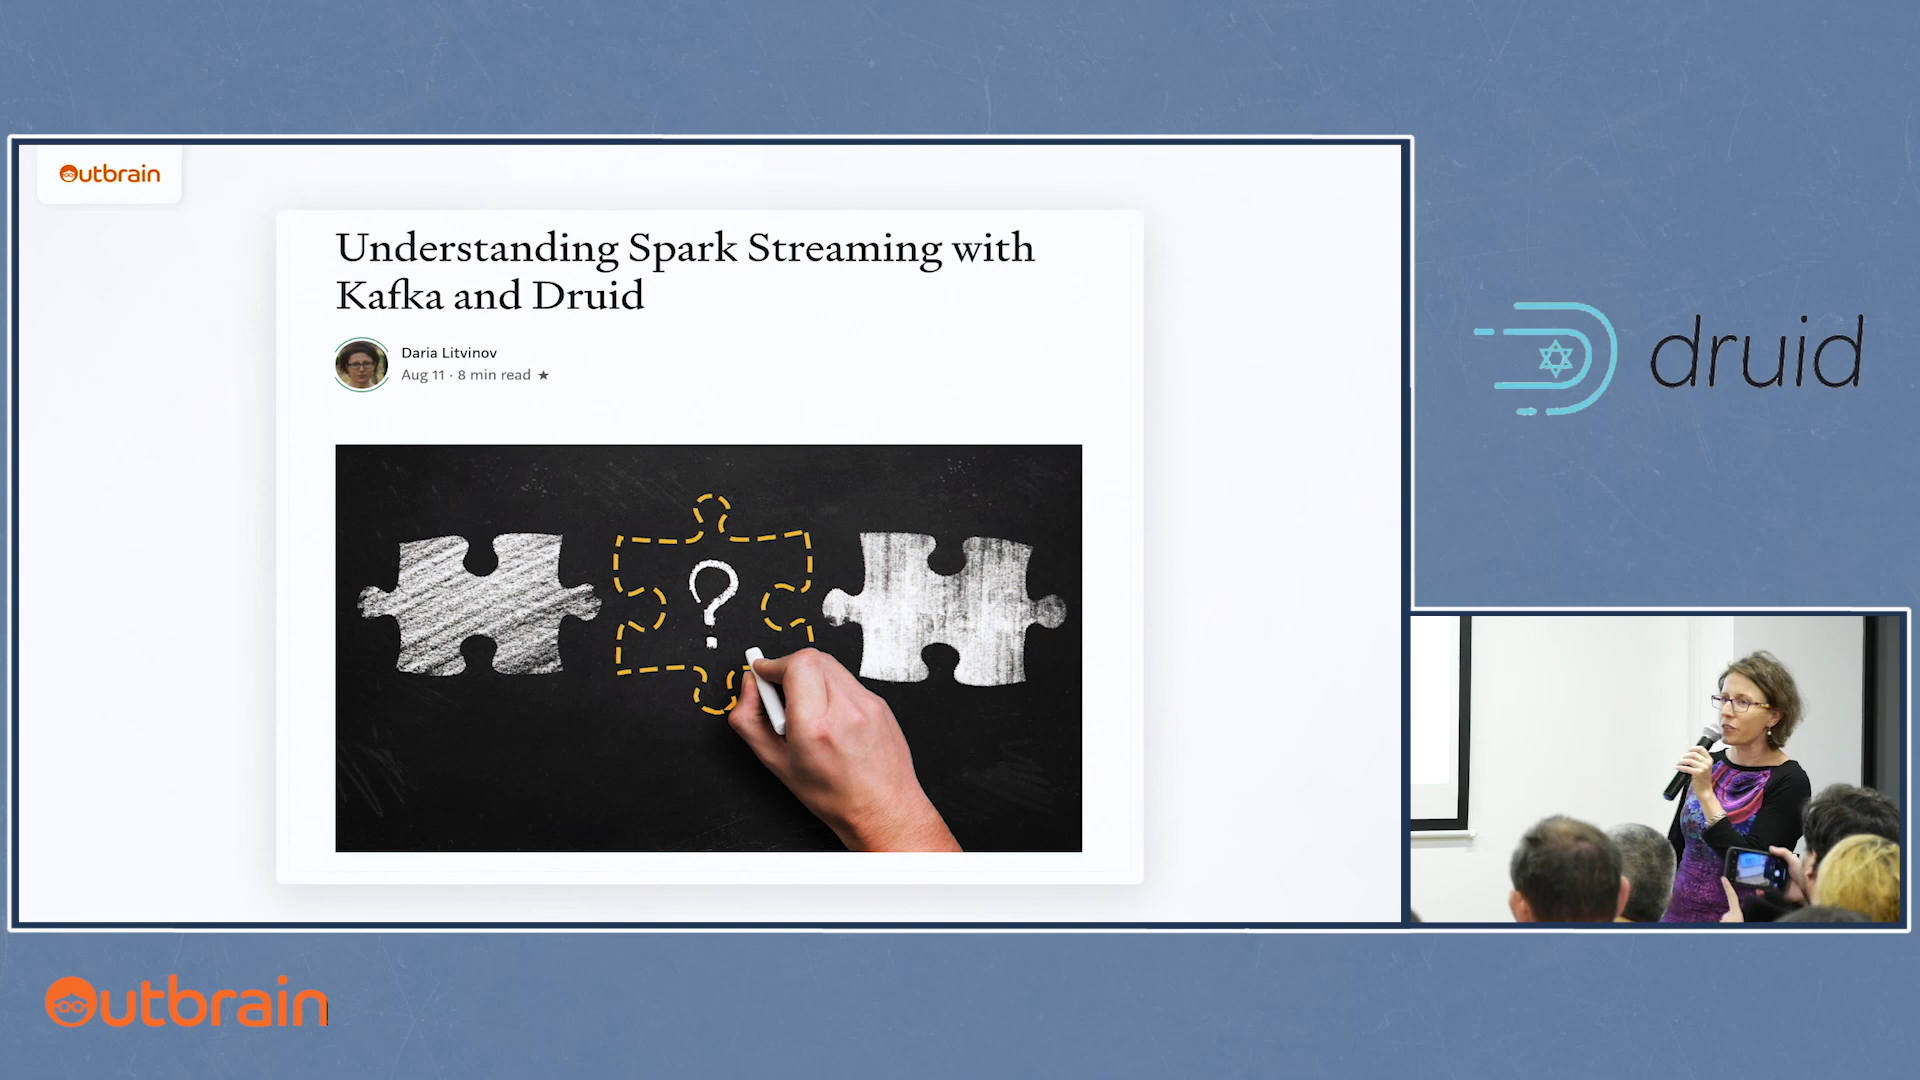 Outbrain
Understanding Spark Streaming with
Kafka and Druid
Daria Litvinov
Aug 11 · 8 min read ★
?
druid
Outbrain